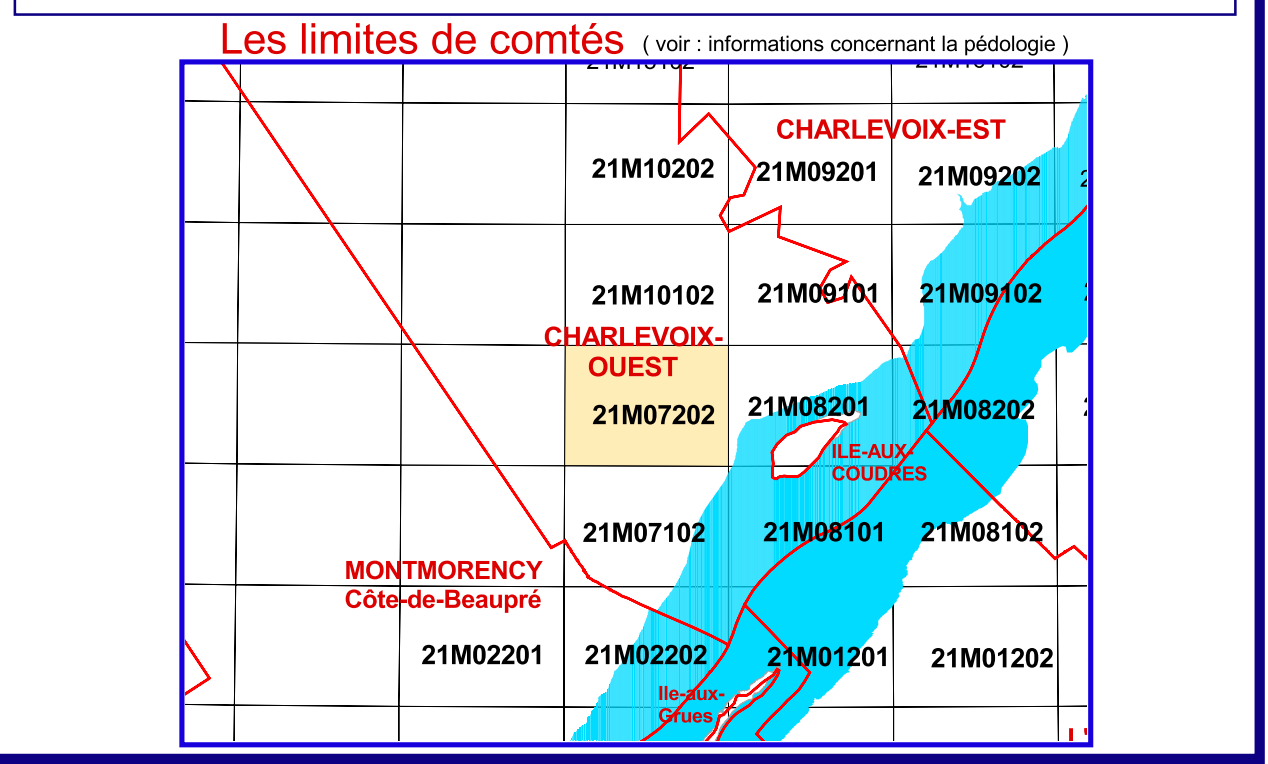 Les limites de comtés ( voir : informations concernant la pédologie )
CHARLEVOIX-EST
21M10202 21M09201 21M09202
21M10102 21M09101 21M09102
CHARLEVOIX-
OUEST
21M07202 21M08201 21M08202
ILE-AUX-
COUDRES
21M07102 21M08101 21M08102
MONTMORENCY
Côte-de-Beaupré
21M02201 21M02202 21M01201 21M01202
Ile-aux-
Grues